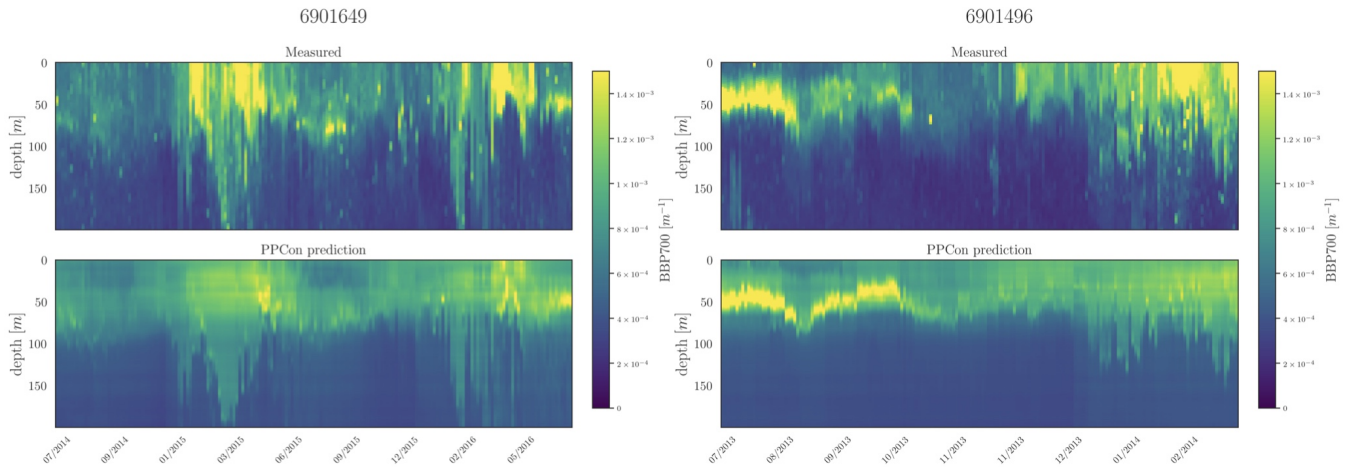 6901649
Measured
0
50
100
150
depth [m]
PPCon prediction
0
50
100
150
depth [m]
07/2014
09/2014
01/2015
03/2015
06/2015
09/2015
12/2015
02/2016
05/2016
1.4 × 10⁻³
1.2 × 10⁻³
1 × 10⁻³
8 × 10⁻⁴
6 × 10⁻⁴
4 × 10⁻⁴
2 × 10⁻⁴
0
BBP700 [m⁻¹]
6901496
Measured
0
50
100
150
depth [m]
PPCon prediction
0
50
100
150
depth [m]
07/2013
08/2013
09/2013
10/2013
11/2013
11/2013
12/2013
01/2014
02/2014
1.4 × 10⁻³
1.2 × 10⁻³
1 × 10⁻³
8 × 10⁻⁴
6 × 10⁻⁴
4 × 10⁻⁴
2 × 10⁻⁴
0
BBP700 [m⁻¹]